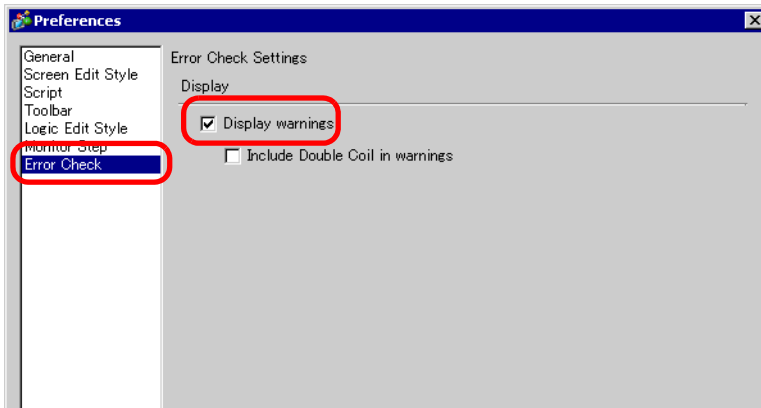 Preferences
General
Screen Edit Style
Script
Toolbar
Logic Edit Style
Monitor Step
Error Check
Error Check Settings
Display
Display warnings
Include Double Coil in warnings